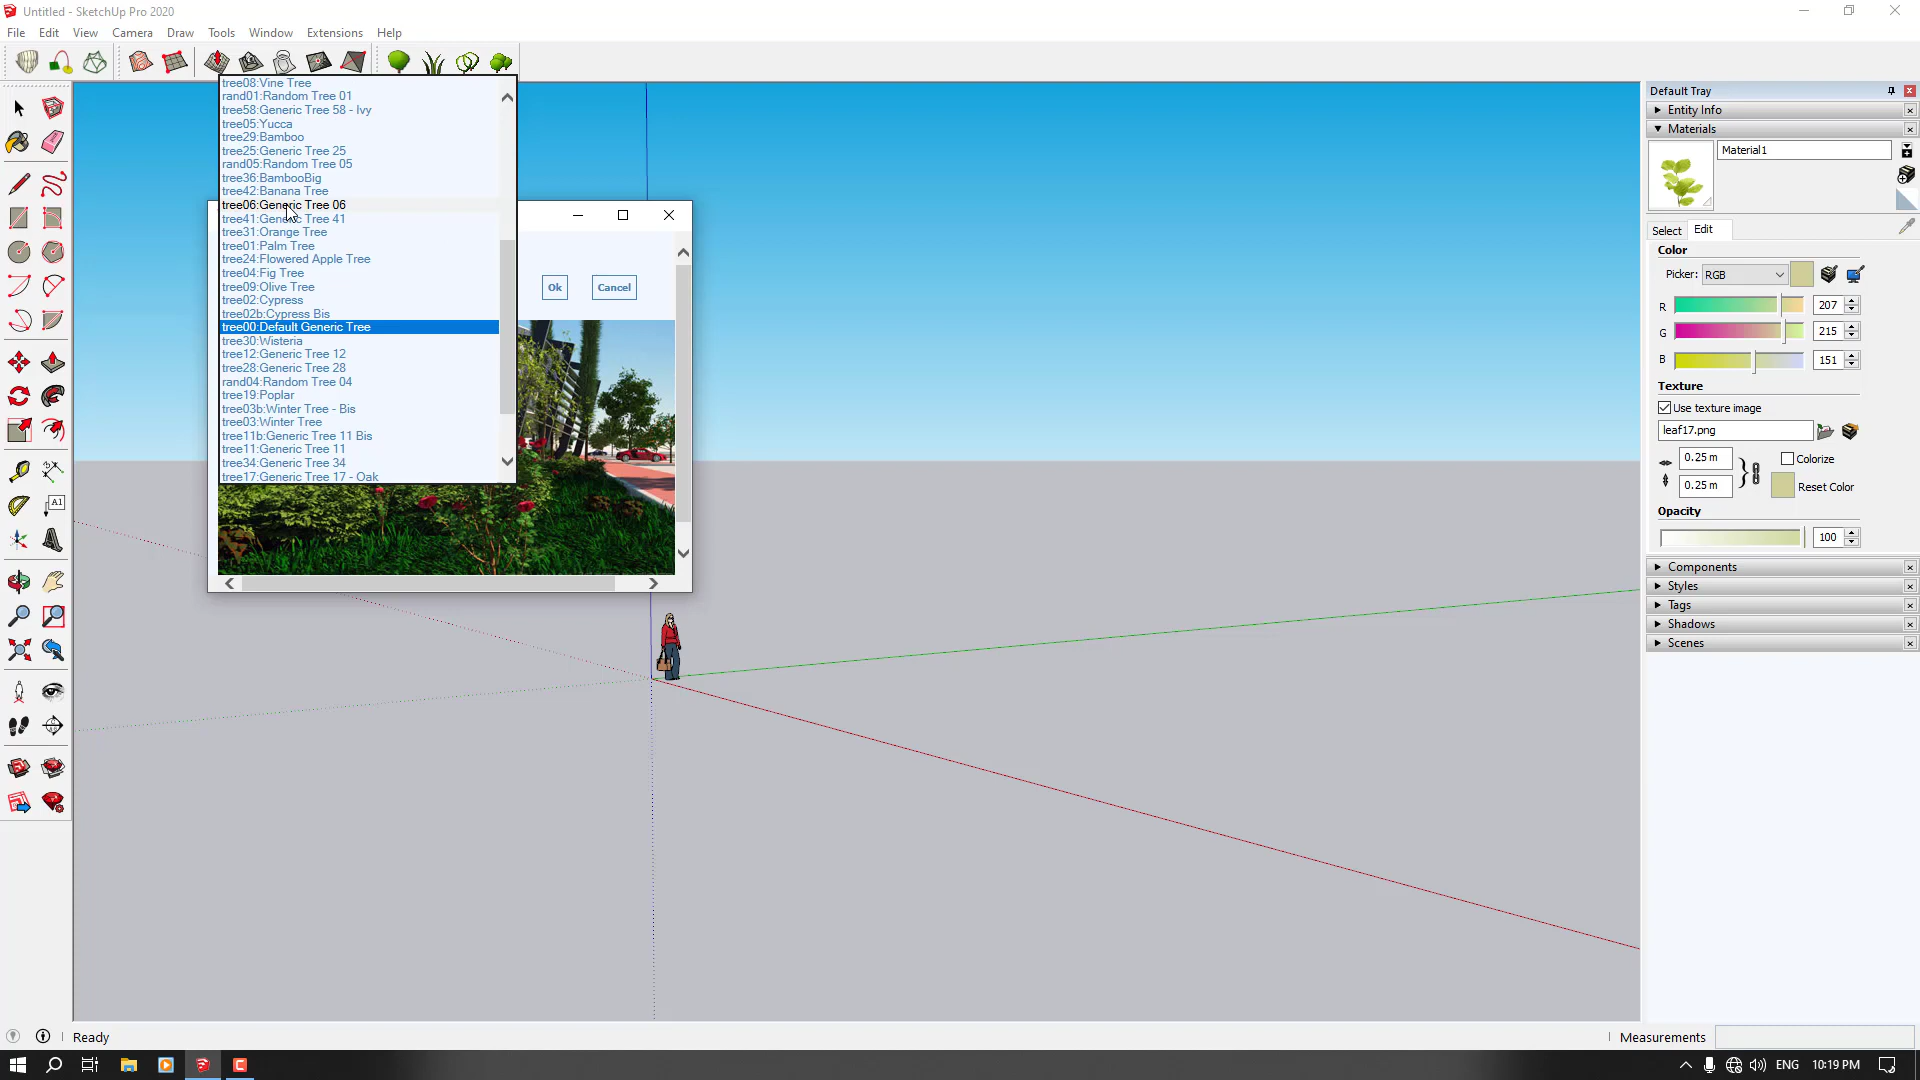 Untitled - SketchUp Pro 2020
File Edit View Camera Draw Tools Window Extensions Help
tree08:Vine Tree
rand01:Random Tree 01
tree58:Generic Tree 58 - Ivy
tree05:Yucca
tree29:Bamboo
tree25:Generic Tree 25
rand05:Random Tree 05
tree36:BambooBig
tree42:Banana Tree
tree06:Generic Tree 06
tree41:Generic Tree 41
tree31:Orange Tree
tree01:Palm Tree
tree24:Flowered Apple Tree
tree04:Fig Tree
tree09:Olive Tree
tree02:Cypress
tree02b:Cypress Bis
tree00:Default Generic Tree
tree30:Wisteria
tree12:Generic Tree 12
tree28:Generic Tree 28
rand04:Random Tree 04
tree19:Poplar
tree03b:Winter Tree - Bis
tree03:Winter Tree
tree11b:Generic Tree 11 Bis
tree11:Generic Tree 11
tree34:Generic Tree 34
tree17:Generic Tree 17 - Oak
Ok Cancel
A1
Default Tray
Entity Info
Materials
Material1
Select Edit
Color
Picker: RGB
R 207
G 215
B 151
Texture
Use texture image
leaf17.png
0.25 m Colorize
0.25 m Reset Color
Opacity
100
Components
Styles
Tags
Shadows
Scenes
Ready Measurements
ENG 10:19 PM